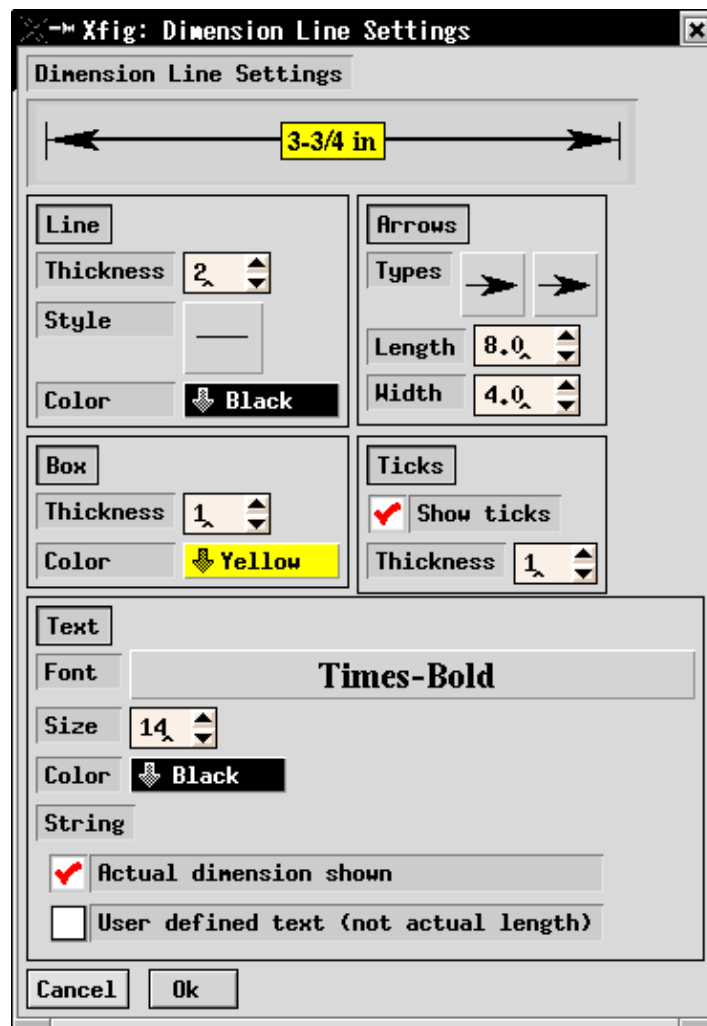 Xfig: Dimension Line Settings
Dimension Line Settings
3-3/4 in
Line
Thickness 2
Style
Color Black
Arrows
Types
Length 8.0
Width 4.0
Box
Thickness 1
Color Yellow
Ticks
Show ticks
Thickness 1
Text
Font Times-Bold
Size 14
Color Black
String
Actual dimension shown
User defined text (not actual length)
Cancel Ok